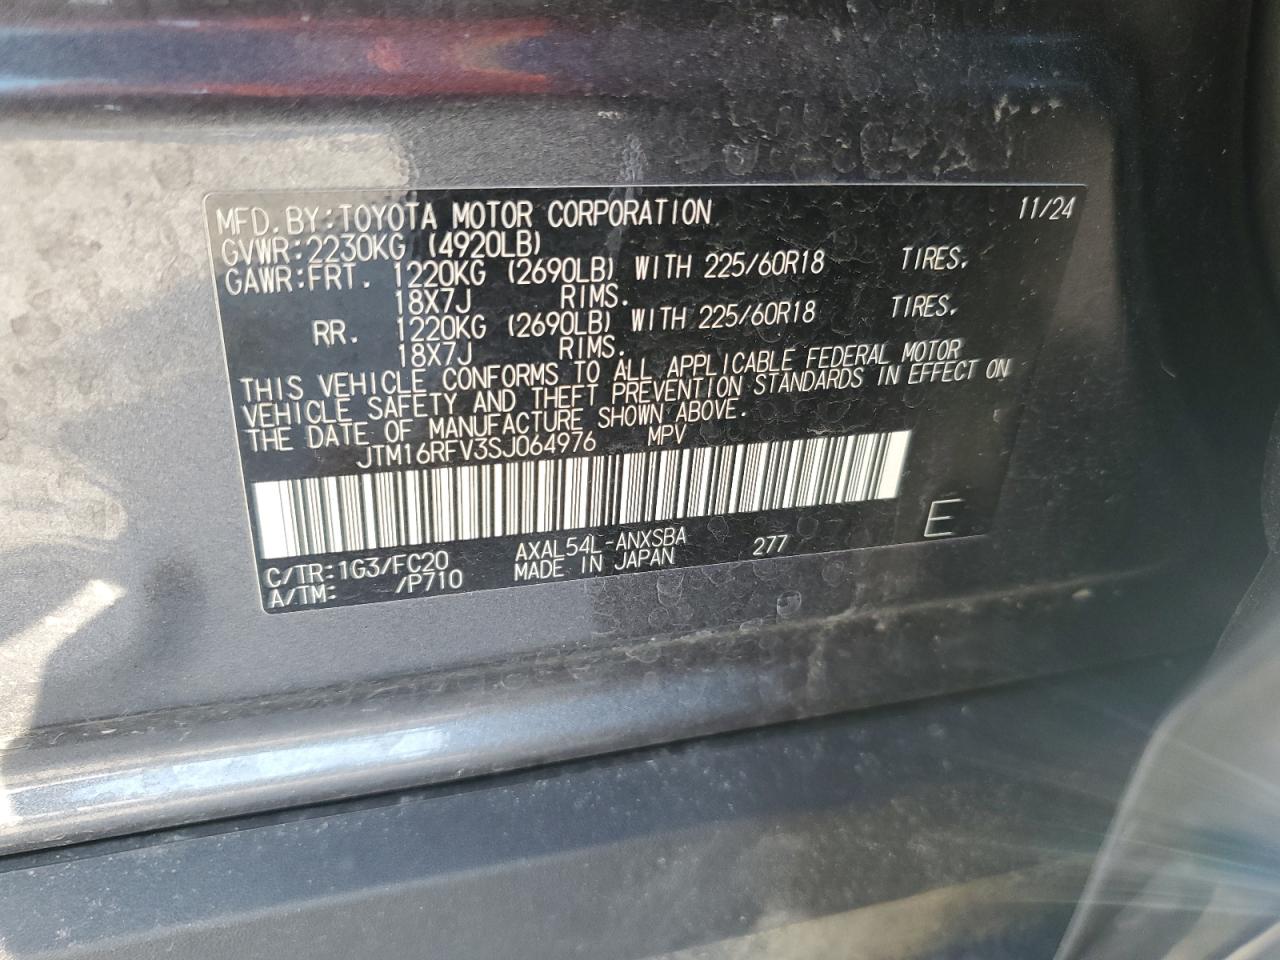 MFD. BY:TOYOTA MOTOR CORPORATION 11/24
GVWR:2230KG (4920LB)
GAWR:FRT. 1220KG (2690LB) WITH 225/60R18 TIRES,
18X7J RIMS.
RR. 1220KG (2690LB) WITH 225/60R18 TIRES,
18X7J RIMS.
THIS VEHICLE CONFORMS TO ALL APPLICABLE FEDERAL MOTOR
VEHICLE SAFETY AND THEFT PREVENTION STANDARDS IN EFFECT ON
THE DATE OF MANUFACTURE SHOWN ABOVE.
JTM16RFV3SJ064976 MPV
E
C/TR:1G3/FC20 AXAL54L-ANXSBA 277
A/TM: /P710 MADE IN JAPAN